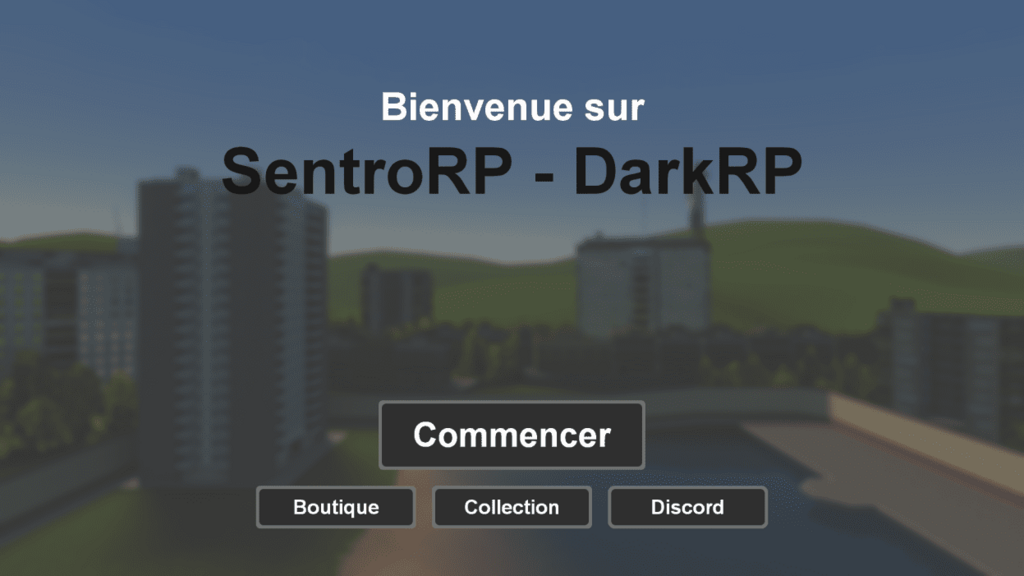 Bienvenue sur
SentroRP - DarkRP
Commencer
Boutique
Collection
Discord